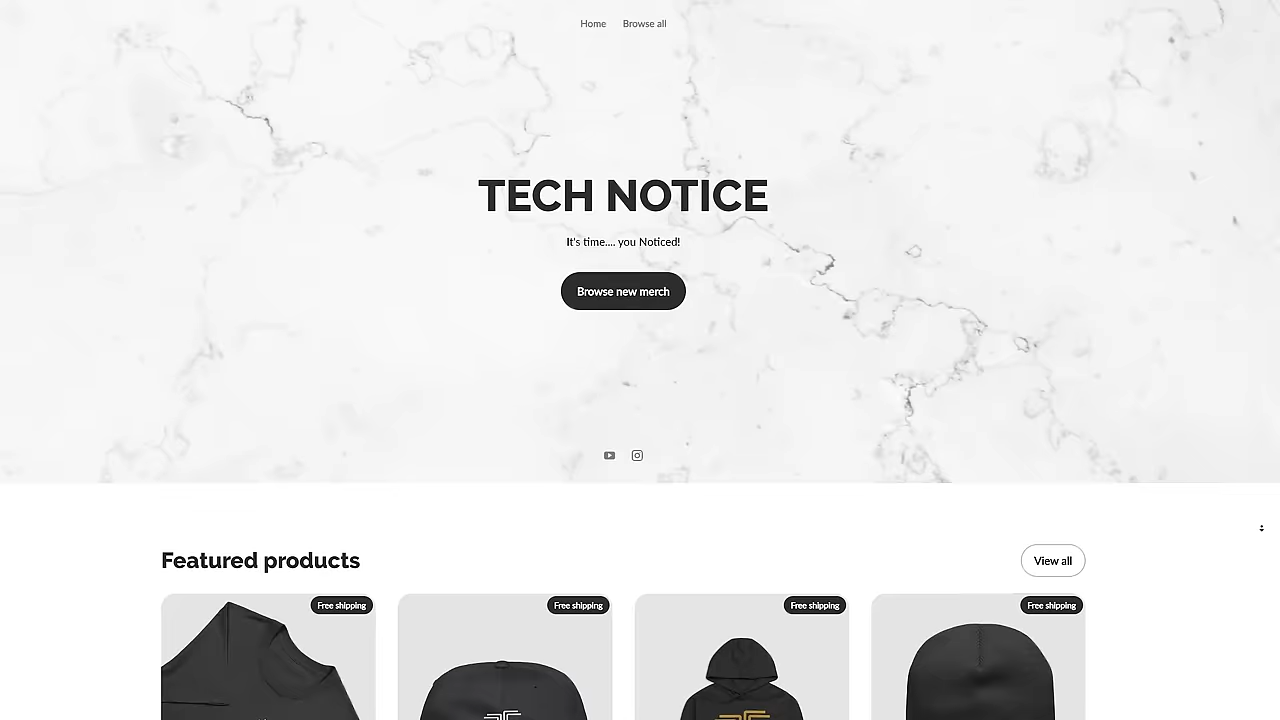 Home Browse all
TECH NOTICE
It's time.... you Noticed!
Browse new merch
Featured products
View all
Free shipping Free shipping Free shipping Free shipping